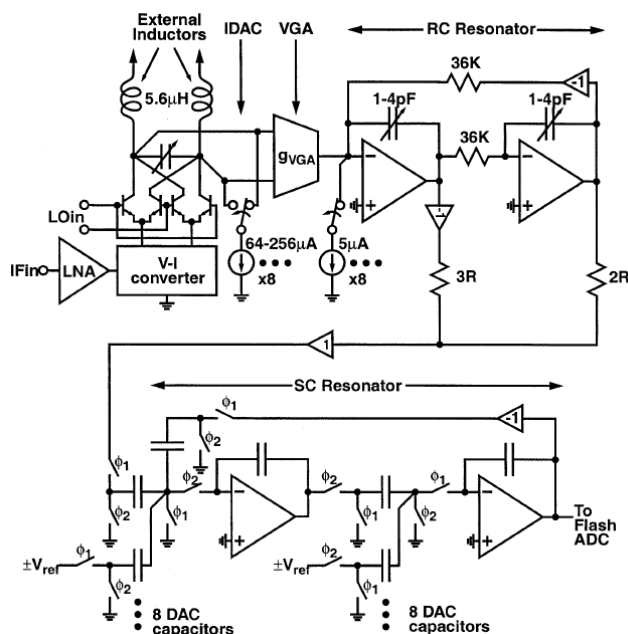 External
Inductors
IDAC
VGA
RC Resonator
5.6μH
36K
-1
1-4pF
36K
1-4pF
gVGA
−
+
−
+
LOin
64-256μA
x8
5μA
x8
-1
3R
2R
IFin
LNA
V-I
converter
1
SC Resonator
ϕ1
ϕ2
-1
ϕ1
ϕ2
ϕ1
ϕ2
−
+
ϕ2
ϕ1
ϕ2
ϕ1
−
+
To
Flash
ADC
±Vref
ϕ1
ϕ2
8 DAC
capacitors
±Vref
ϕ2
ϕ1
8 DAC
capacitors